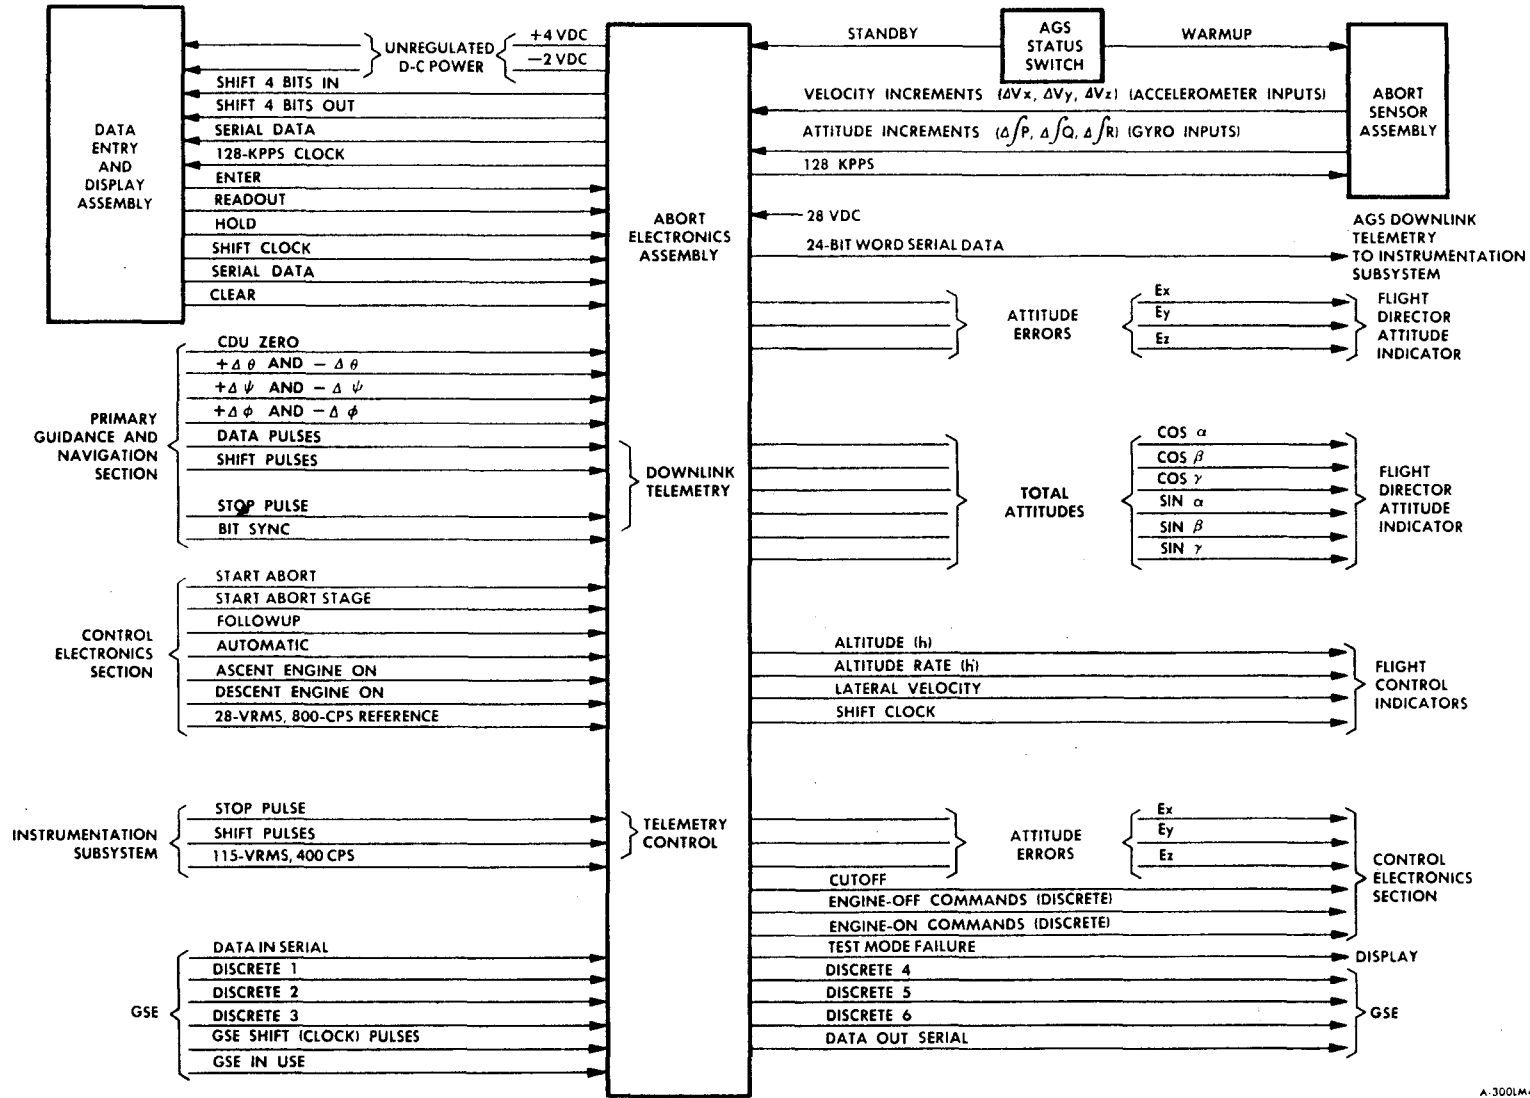 DATA
ENTRY
AND
DISPLAY
ASSEMBLY
UNREGULATED
D-C POWER
+4 VDC
−2 VDC
SHIFT 4 BITS IN
SHIFT 4 BITS OUT
SERIAL DATA
128-KPPS CLOCK
ENTER
READOUT
HOLD
SHIFT CLOCK
SERIAL DATA
CLEAR
PRIMARY
GUIDANCE AND
NAVIGATION
SECTION
CDU ZERO
+Δ θ AND − Δ θ
+Δ ψ AND − Δ ψ
+Δ ϕ AND − Δ ϕ
DATA PULSES
SHIFT PULSES
STOP PULSE
BIT SYNC
DOWNLINK
TELEMETRY
CONTROL
ELECTRONICS
SECTION
START ABORT
START ABORT STAGE
FOLLOWUP
AUTOMATIC
ASCENT ENGINE ON
DESCENT ENGINE ON
28-VRMS, 800-CPS REFERENCE
INSTRUMENTATION
SUBSYSTEM
STOP PULSE
SHIFT PULSES
115-VRMS, 400 CPS
TELEMETRY
CONTROL
GSE
DATA IN SERIAL
DISCRETE 1
DISCRETE 2
DISCRETE 3
GSE SHIFT (CLOCK) PULSES
GSE IN USE
ABORT
ELECTRONICS
ASSEMBLY
STANDBY
AGS
STATUS
SWITCH
WARMUP
ABORT
SENSOR
ASSEMBLY
VELOCITY INCREMENTS (ΔVx, ΔVy, ΔVz) (ACCELEROMETER INPUTS)
ATTITUDE INCREMENTS (Δ∫P, Δ∫Q, Δ∫R) (GYRO INPUTS)
128 KPPS
28 VDC
24-BIT WORD SERIAL DATA
AGS DOWNLINK
TELEMETRY
TO INSTRUMENTATION
SUBSYSTEM
ATTITUDE
ERRORS
Ex
Ey
Ez
FLIGHT
DIRECTOR
ATTITUDE
INDICATOR
TOTAL
ATTITUDES
COS α
COS β
COS γ
SIN α
SIN β
SIN γ
FLIGHT
DIRECTOR
ATTITUDE
INDICATOR
ALTITUDE (h)
ALTITUDE RATE (ḣ)
LATERAL VELOCITY
SHIFT CLOCK
FLIGHT
CONTROL
INDICATORS
ATTITUDE
ERRORS
Ex
Ey
Ez
CUTOFF
ENGINE-OFF COMMANDS (DISCRETE)
ENGINE-ON COMMANDS (DISCRETE)
CONTROL
ELECTRONICS
SECTION
TEST MODE FAILURE
DISPLAY
DISCRETE 4
DISCRETE 5
DISCRETE 6
DATA OUT SERIAL
GSE